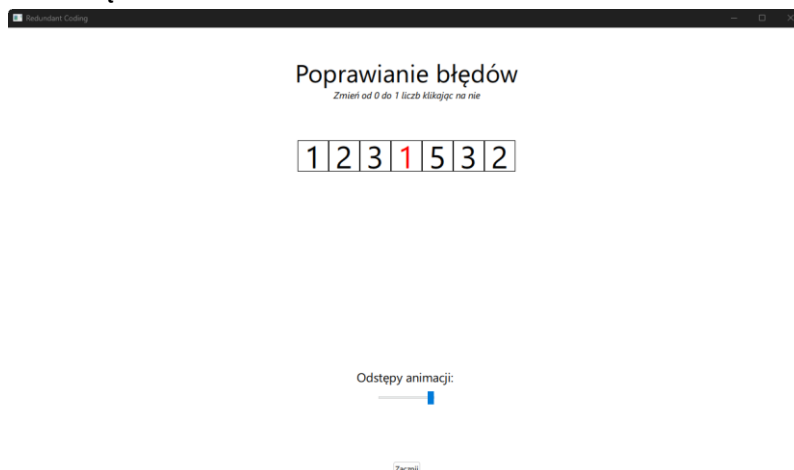 Redundant Coding
Poprawianie błędów
Zmień od 0 do 1 liczb klikając na nie
1 2 3 1 5 3 2
Odstępy animacji:
Zacznij